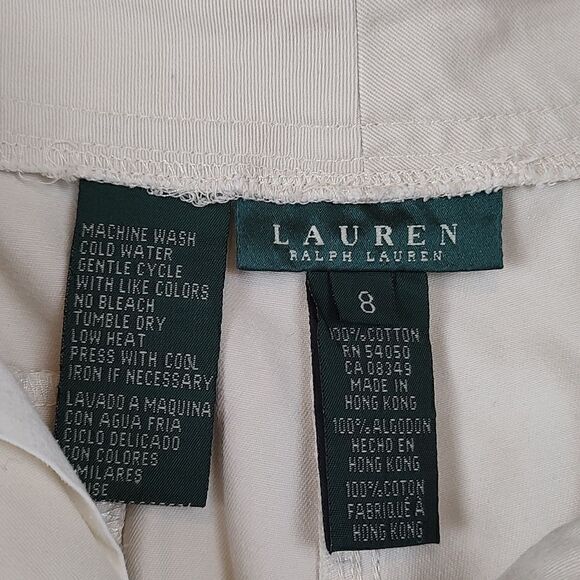 MACHINE WASH
COLD WATER
GENTLE CYCLE
WITH LIKE COLORS
NO BLEACH
TUMBLE DRY
LOW HEAT
PRESS WITH COOL
IRON IF NECESSARY
LAVADO A MAQUINA
CON AGUA FRIA
CICLO DELICADO
CON COLORES
LAUREN
RALPH LAUREN
8
100% COTTON
RN 54050
CA 08349
MADE IN
HONG KONG
100% ALGODON
HECHO EN
HONG KONG
100% COTON
FABRIQUÉ À
HONG KONG